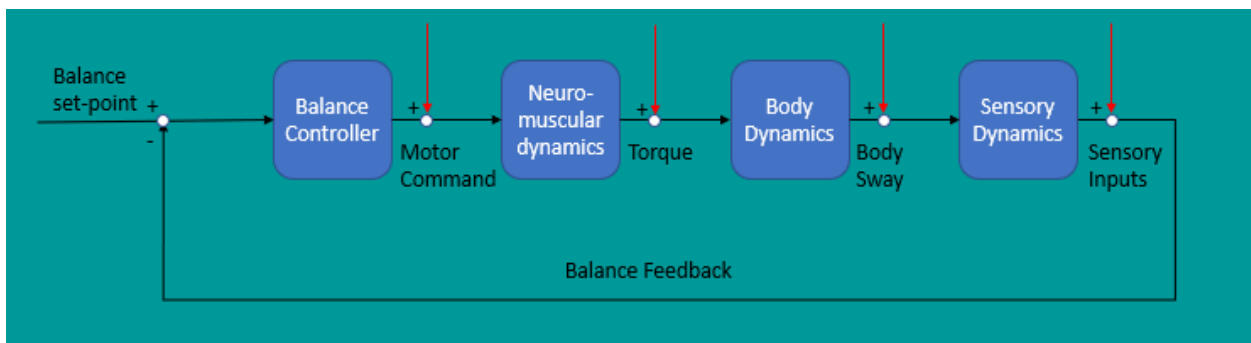 Balance
set-point
+
-
Balance
Controller
+
Motor
Command
Neuro-
muscular
dynamics
+
Torque
Body
Dynamics
+
Body
Sway
Sensory
Dynamics
+
Sensory
Inputs
Balance Feedback